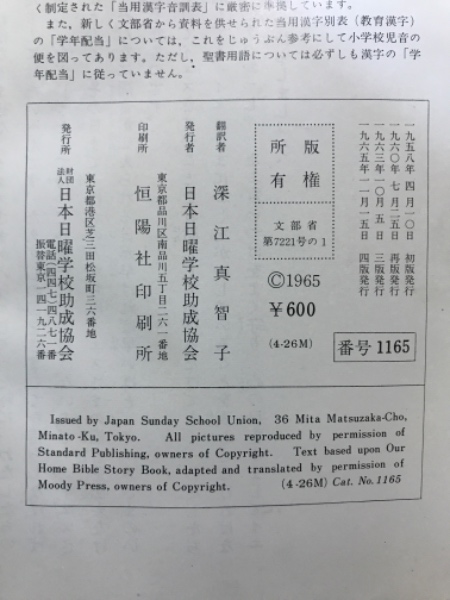 く制定された「当用漢字音訓表」に厳密に準拠しています。
また、新しく文部省から資料を供せられた当用漢字別表（教育漢字）
の「学年配当」については、これをじゅうぶん参考にして小学校児童の
便を図ってあります。ただし、聖書用語については必ずしも漢字の「学
年配当」に従っていません。
一九五八年 四月一〇日 初版発行
一九六〇年 七月二五日 再版発行
一九六三年一〇月 五日 三版発行
一九六五年一一月一五日 四版発行
版権
所有
文部省
第7221号の1
©1965
¥600
(4-26M)
番号 1165
翻訳者 深江真智子
発行者 日本日曜学校助成協会
東京都品川区南品川五丁目二六一番地
印刷所 恒陽社印刷所
東京都港区芝三田松坂町三六番地
発行所 財団法人 日本日曜学校助成協会
電話(四四七)四八七一番
振替東京一四一九二六番
Issued by Japan Sunday School Union, 36 Mita Matsuzaka-Cho,
Minato-Ku, Tokyo. All pictures reproduced by permission of
Standard Publishing, owners of Copyright. Text based upon Our
Home Bible Story Book, adapted and translated by permission of
Moody Press, owners of Copyright. (4-26M) Cat. No. 1165